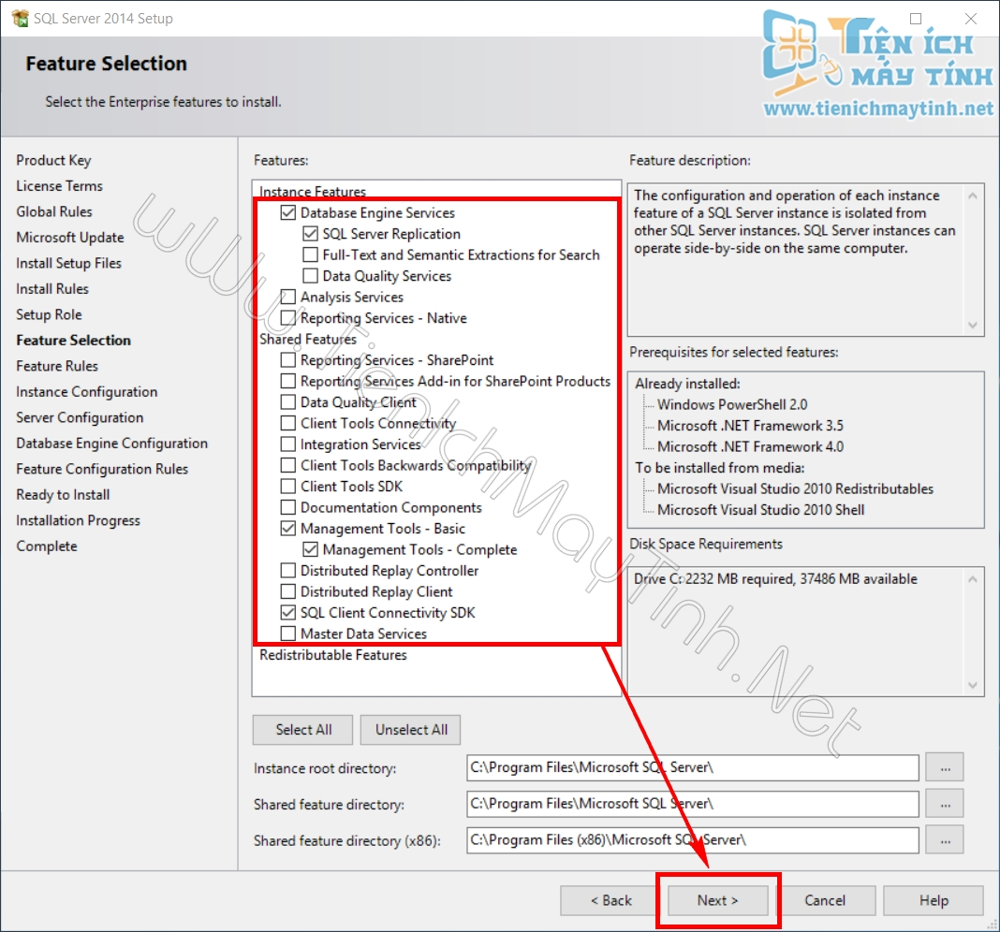 SQL Server 2014 Setup
TIỆN ÍCH
MÁY TÍNH
www.tienichmaytinh.net
Feature Selection
Select the Enterprise features to install.
Product Key
License Terms
Global Rules
Microsoft Update
Install Setup Files
Install Rules
Setup Role
Feature Selection
Feature Rules
Instance Configuration
Server Configuration
Database Engine Configuration
Feature Configuration Rules
Ready to Install
Installation Progress
Complete
Features:
Instance Features
Database Engine Services
SQL Server Replication
Full-Text and Semantic Extractions for Search
Data Quality Services
Analysis Services
Reporting Services - Native
Shared Features
Reporting Services - SharePoint
Reporting Services Add-in for SharePoint Products
Data Quality Client
Client Tools Connectivity
Integration Services
Client Tools Backwards Compatibility
Client Tools SDK
Documentation Components
Management Tools - Basic
Management Tools - Complete
Distributed Replay Controller
Distributed Replay Client
SQL Client Connectivity SDK
Master Data Services
Redistributable Features
Feature description:
The configuration and operation of each instance
feature of a SQL Server instance is isolated from
other SQL Server instances. SQL Server instances can
operate side-by-side on the same computer.
Prerequisites for selected features:
Already installed:
Windows PowerShell 2.0
Microsoft .NET Framework 3.5
Microsoft .NET Framework 4.0
To be installed from media:
Microsoft Visual Studio 2010 Redistributables
Microsoft Visual Studio 2010 Shell
Disk Space Requirements
Drive C: 2232 MB required, 37486 MB available
wWw.TienIchMayTinh.Net
Select All
Unselect All
Instance root directory:
C:\Program Files\Microsoft SQL Server\
...
Shared feature directory:
C:\Program Files\Microsoft SQL Server\
...
Shared feature directory (x86):
C:\Program Files (x86)\Microsoft SQL Server\
...
< Back
Next >
Cancel
Help